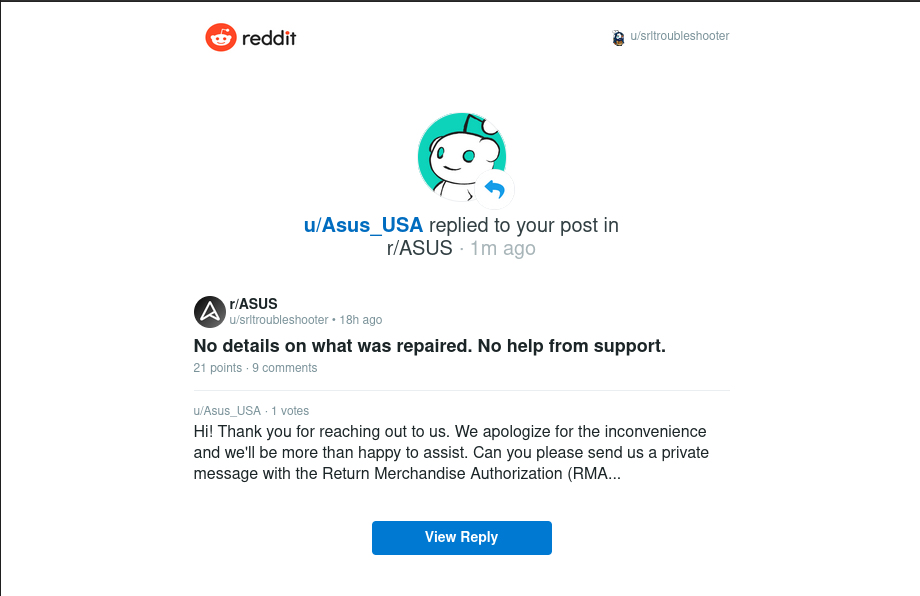 reddit
u/srltroubleshooter
u/Asus_USA replied to your post in
r/ASUS · 1m ago
r/ASUS
u/srltroubleshooter • 18h ago
No details on what was repaired. No help from support.
21 points · 9 comments
u/Asus_USA · 1 votes
Hi! Thank you for reaching out to us. We apologize for the inconvenience
and we'll be more than happy to assist. Can you please send us a private
message with the Return Merchandise Authorization (RMA...
View Reply